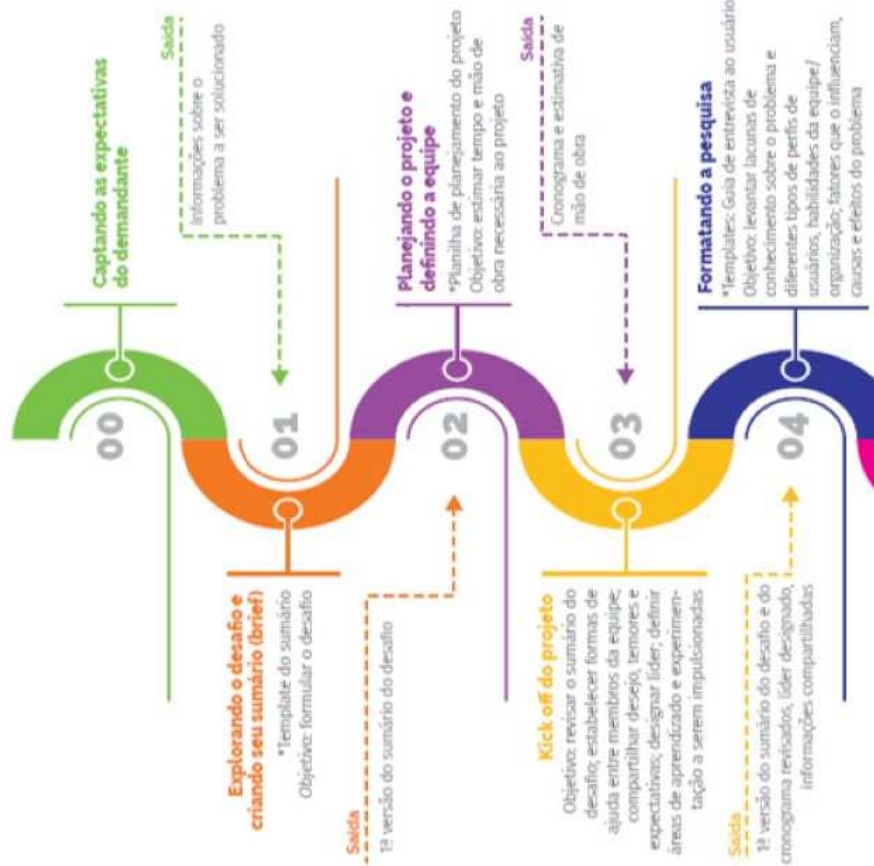 00
Captando as expectativas
do demandante
Saída
Informações sobre o
problema a ser solucionado
01
Explorando o desafio e
criando seu sumário (brief)
*Template do sumário
Objetivo: formular o desafio
Saída
1ª versão do sumário do desafio
02
Planejando o projeto e
definindo a equipe
*Planilha de planejamento do projeto
Objetivo: estimar tempo e mão de
obra necessária ao projeto
Saída
Cronograma e estimativa de
mão de obra
03
Kick off do projeto
Objetivo: revisar o sumário do
desafio; estabelecer formas de
ajuda entre membros da equipe;
compartilhar desejo, temores e
expectativos; designar líder; definir
áreas de aprendizado e experimen-
tação a serem impulsionadas
Saída
1ª versão do sumário do desafio e do
cronograma revisados, líder designado,
informações compartilhadas
04
Formatando a pesquisa
*Templates: Guia de entrevista ao usuário
Objetivo: levantar lacunas de
conhecimento sobre o problema e
diferentes tipos de perfis de
usuários, habilidades da equipe/
organização; fatores que o influenciam,
causas e efeitos do problema